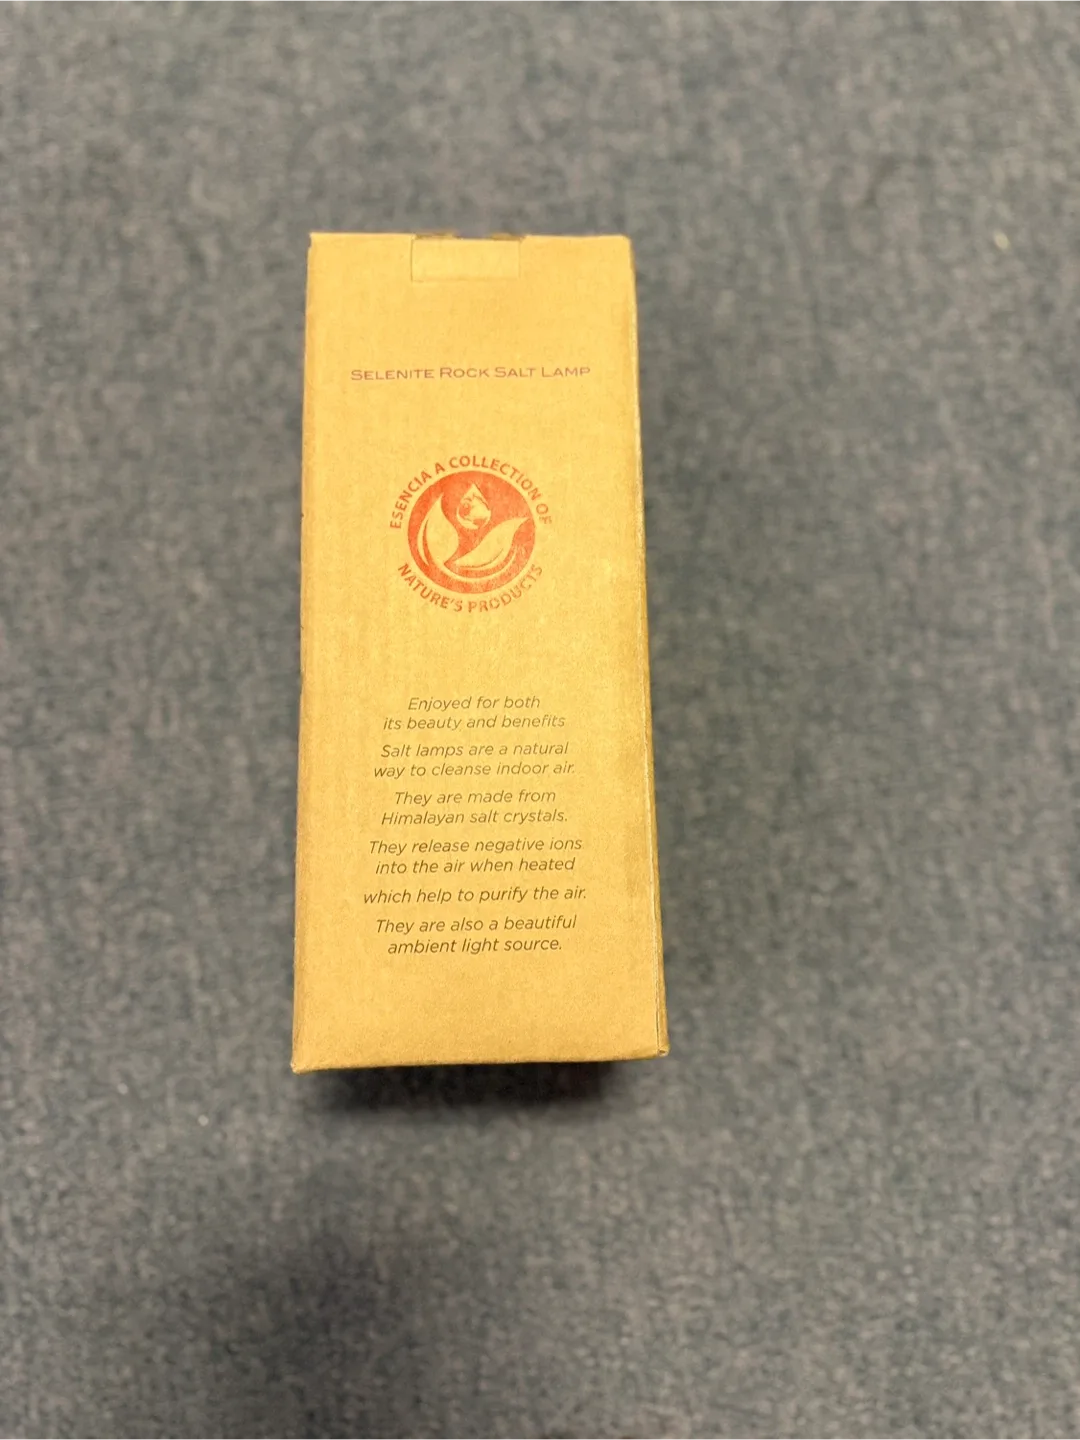 SELENITE ROCK SALT LAMP
ESENCIA A COLLECTION OF
NATURE'S PRODUCTS
Enjoyed for both
its beauty and benefits
Salt lamps are a natural
way to cleanse indoor air.
They are made from
Himalayan salt crystals.
They release negative ions
into the air when heated
which help to purify the air.
They are also a beautiful
ambient light source.